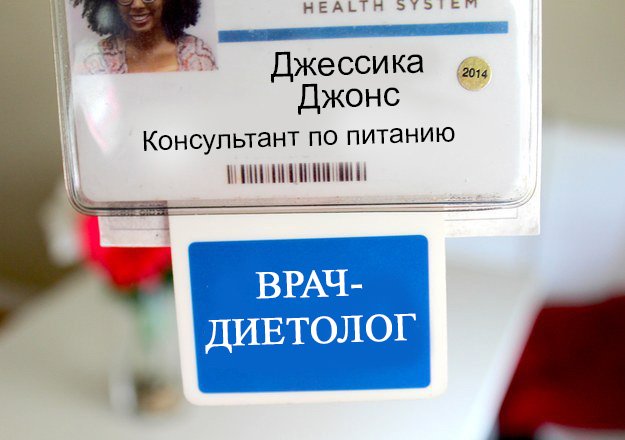 HEALTH SYSTEM
Джессика
Джонс
2014
Консультант по питанию
ВРАЧ-
ДИЕТОЛОГ